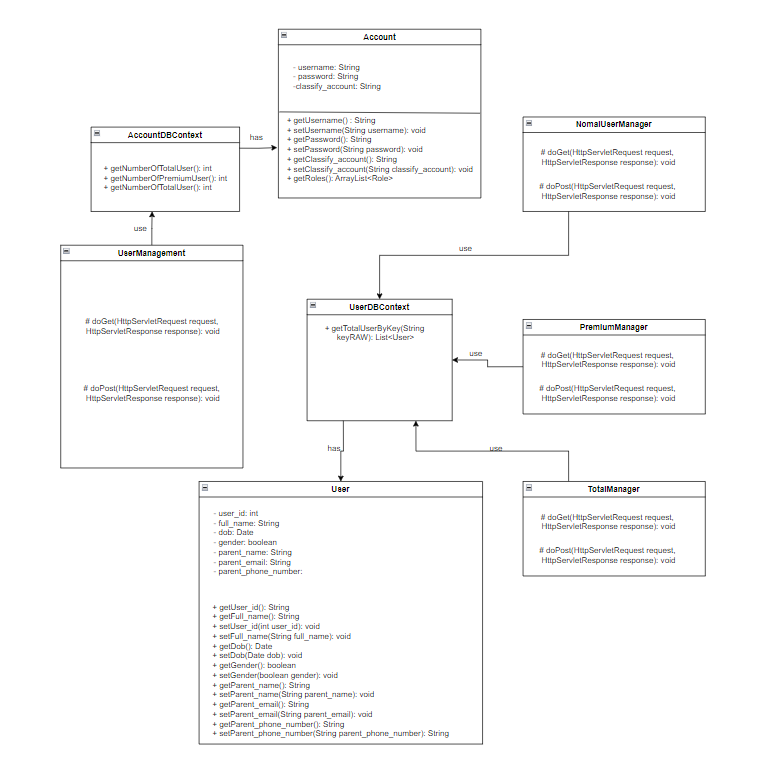 Account
- username: String
- password: String
-classify_account: String
+ getUsername() : String
+ setUsername(String username): void
+ getPassword(): String
+ setPassword(String password): void
+ getClassify_account(): String
+ setClassify_account(String classify_account): void
+ getRoles(): ArrayList<Role>
AccountDBContext
+ getNumberOfTotalUser(): int
+ getNumberOfPremiumUser(): int
+ getNumberOfTotalUser(): int
has
NomalUserManager
# doGet(HttpServletRequest request,
HttpServletResponse response): void
# doPost(HttpServletRequest request,
HttpServletResponse response): void
use
UserManagement
# doGet(HttpServletRequest request,
HttpServletResponse response): void
# doPost(HttpServletRequest request,
HttpServletResponse response): void
use
UserDBContext
+ getTotalUserByKey(String
keyRAW): List<User>
use
PremiumManager
# doGet(HttpServletRequest request,
HttpServletResponse response): void
# doPost(HttpServletRequest request,
HttpServletResponse response): void
has
use
User
- user_id: int
- full_name: String
- dob: Date
- gender: boolean
- parent_name: String
- parent_email: String
- parent_phone_number:
+ getUser_id(): String
+ getFull_name(): String
+ setUser_id(int user_id): void
+ setFull_name(String full_name): void
+ getDob(): Date
+ setDob(Date dob): void
+ getGender(): boolean
+ setGender(boolean gender): void
+ getParent_name(): String
+ setParent_name(String parent_name): void
+ getParent_email(): String
+ setParent_email(String parent_email): void
+ getParent_phone_number(): String
+ setParent_phone_number(String parent_phone_number): String
TotalManager
# doGet(HttpServletRequest request,
HttpServletResponse response): void
# doPost(HttpServletRequest request,
HttpServletResponse response): void